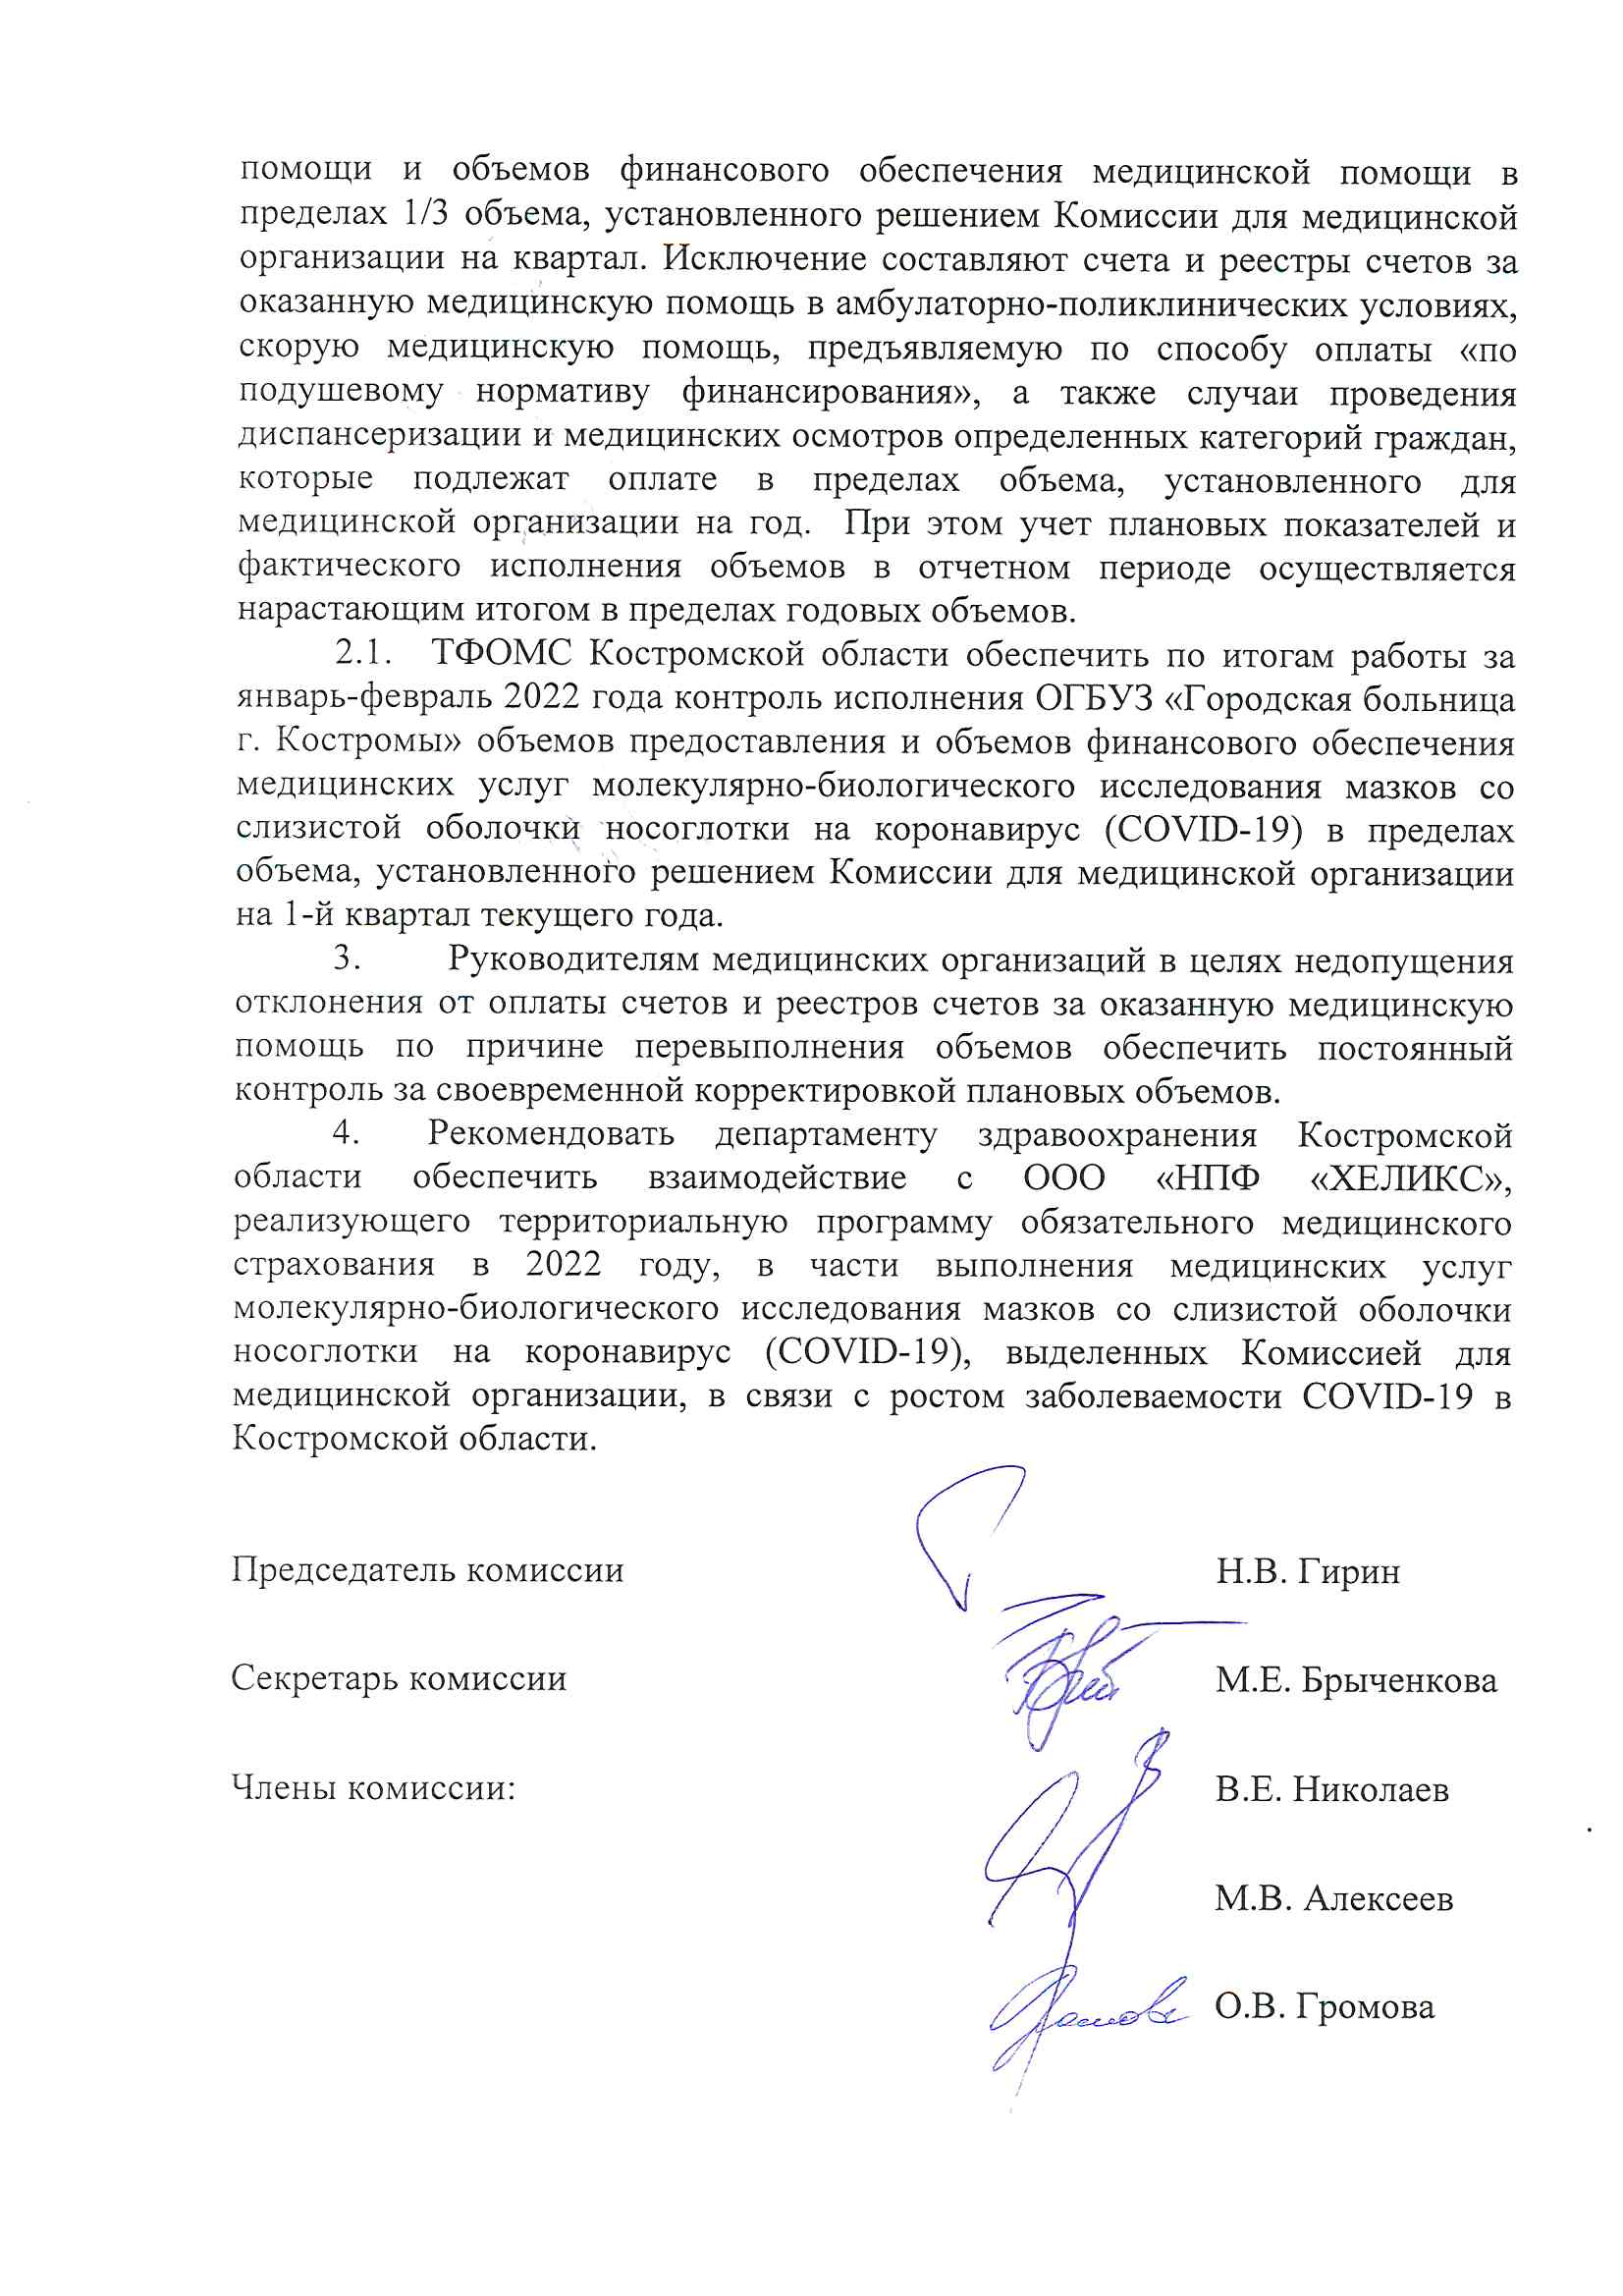 помощи и объемов финансового обеспечения медицинской помощи в
пределах 1/3 объема, установленного решением Комиссии для медицинской
организации на квартал. Исключение составляют счета и реестры счетов за
оказанную медицинскую помощь в амбулаторно-поликлинических условиях,
скорую медицинскую помощь, предъявляемую по способу оплаты «по
подушевому нормативу финансирования», а также случаи проведения
диспансеризации и медицинских осмотров определенных категорий граждан,
которые подлежат оплате в пределах объема, установленного для
медицинской организации на год. При этом учет плановых показателей и
фактического исполнения объемов в отчетном периоде осуществляется
нарастающим итогом в пределах годовых объемов.
2.1. ТФОМС Костромской области обеспечить по итогам работы за
январь-февраль 2022 года контроль исполнения ОГБУЗ «Городская больница
г. Костромы» объемов предоставления и объемов финансового обеспечения
медицинских услуг молекулярно-биологического исследования мазков со
слизистой оболочки носоглотки на коронавирус (COVID-19) в пределах
объема, установленного решением Комиссии для медицинской организации
на 1-й квартал текущего года.
3. Руководителям медицинских организаций в целях недопущения
отклонения от оплаты счетов и реестров счетов за оказанную медицинскую
помощь по причине перевыполнения объемов обеспечить постоянный
контроль за своевременной корректировкой плановых объемов.
4. Рекомендовать департаменту здравоохранения Костромской
области обеспечить взаимодействие с ООО «НПФ «ХЕЛИКС»,
реализующего территориальную программу обязательного медицинского
страхования в 2022 году, в части выполнения медицинских услуг
молекулярно-биологического исследования мазков со слизистой оболочки
носоглотки на коронавирус (COVID-19), выделенных Комиссией для
медицинской организации, в связи с ростом заболеваемости COVID-19 в
Костромской области.
Председатель комиссии Н.В. Гирин
Секретарь комиссии М.Е. Брыченкова
Члены комиссии: В.Е. Николаев
М.В. Алексеев
О.В. Громова